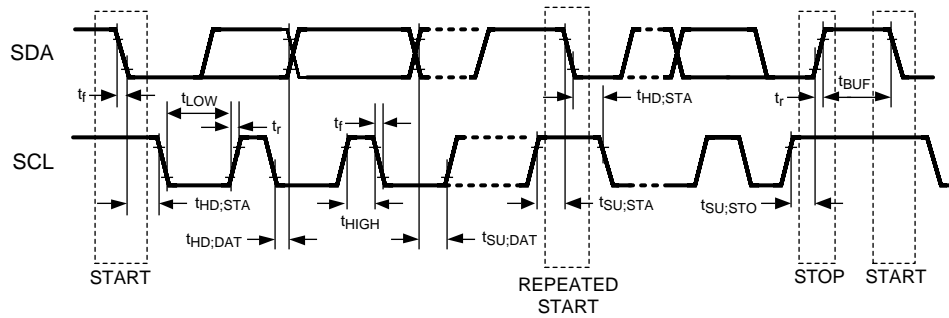 SDA
t_f
t_LOW
t_r
t_f
t_HD;STA
t_r
t_BUF
SCL
t_HD;STA
t_HIGH
t_SU;STA
t_SU;STO
t_HD;DAT
t_SU;DAT
START
REPEATED
START
STOP
START